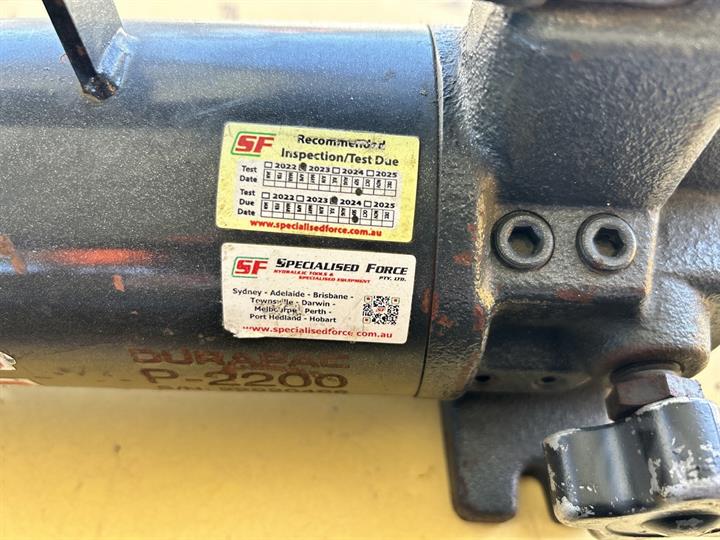 SF Recommended
Inspection/Test Due
Test Date
2022 2023 2024 2025
Test Due Date
2022 2023 2024 2025
www.specialisedforce.com.au
SF SPECIALISED FORCE PTY. LTD.
HYDRAULIC TOOLS &
SPECIALISED EQUIPMENT
Sydney - Adelaide - Brisbane -
Townsville - Darwin -
Melbourne - Perth -
Port Hedland - Hobart
www.specialisedforce.com.au
DURAPAC
P-2200